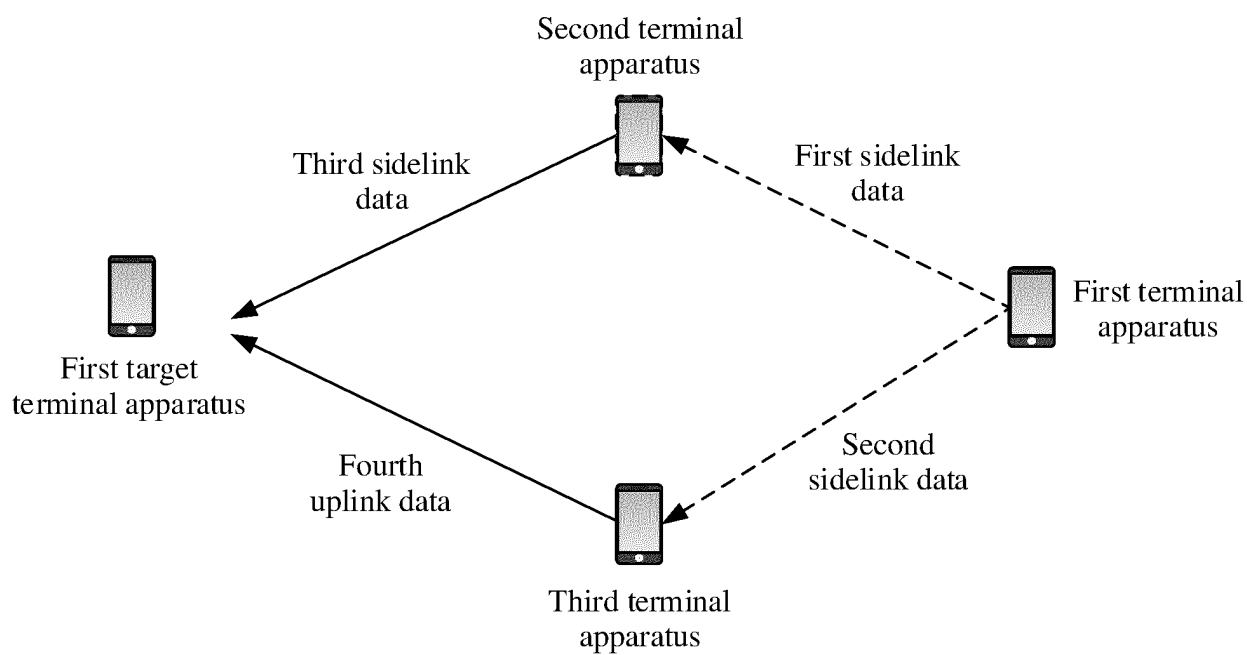 Second terminal
apparatus
Third sidelink
data
First sidelink
data
First target
terminal apparatus
First terminal
apparatus
Fourth
uplink data
Second
sidelink data
Third terminal
apparatus